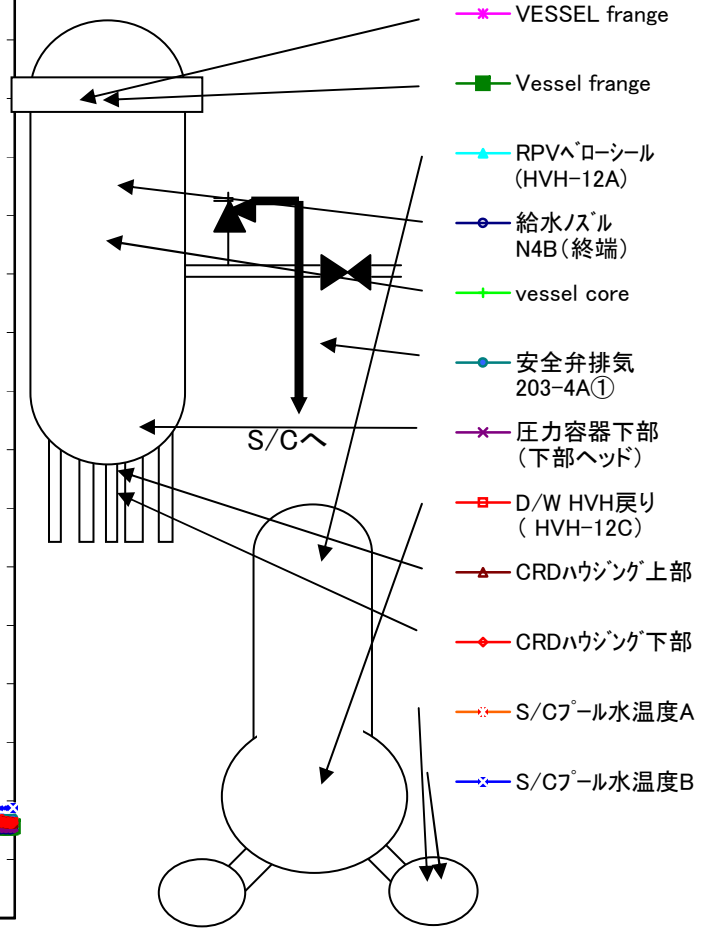 VESSEL frange
Vessel frange
RPVベローシール
(HVH-12A)
給水ノズル
N4B(終端)
vessel core
安全弁排気
203-4A①
圧力容器下部
(下部ヘッド)
D/W HVH戻り
( HVH-12C)
CRDハウジング上部
CRDハウジング下部
S/Cプール水温度A
S/Cプール水温度B
S/Cへ